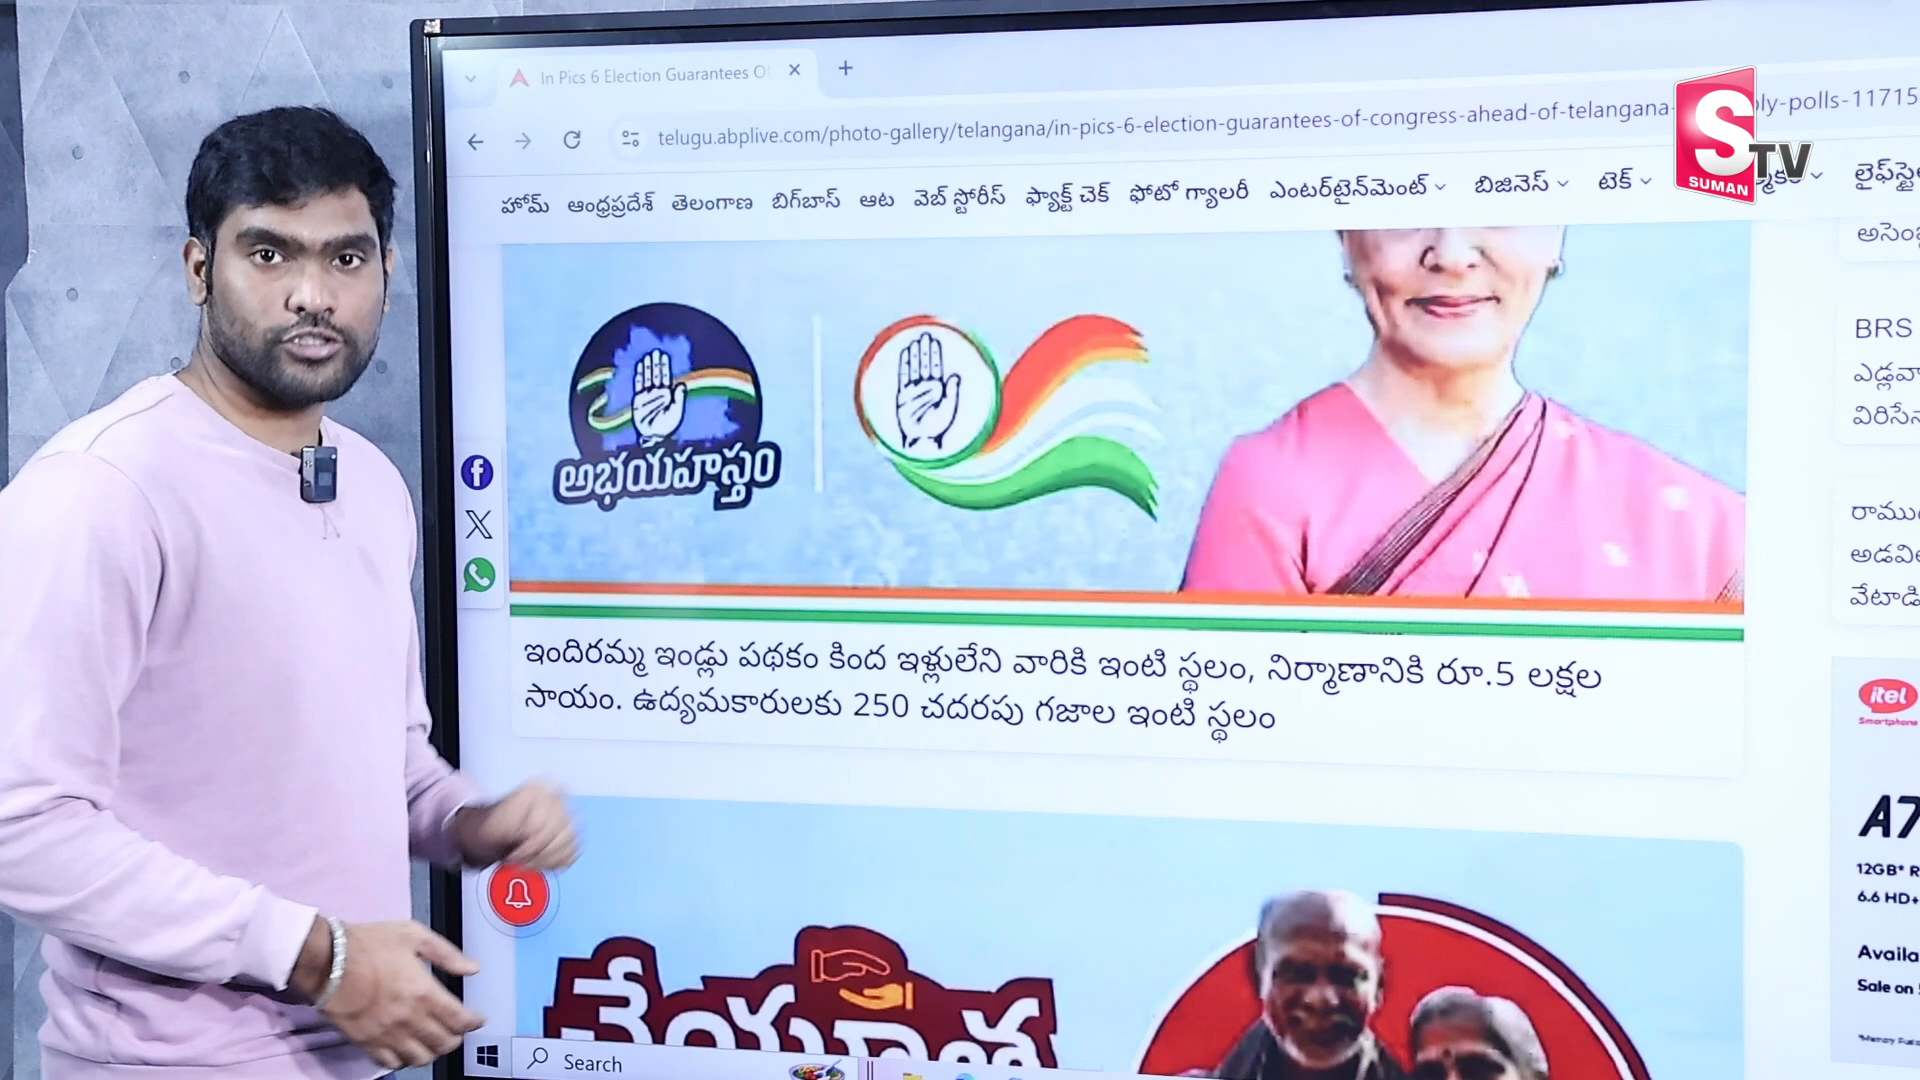 In Pics 6 Election Guarantees O
telugu.abplive.com/photo-gallery/telangana/in-pics-6-election-guarantees-of-congress-ahead-of-telangana-
ly-polls-11715
S
SUMAN
TV
హోమ్ ఆంధ్రప్రదేశ్ తెలంగాణ బిగ్‌బాస్ ఆట వెబ్ స్టోరీస్ ఫ్యాక్ట్ చెక్ ఫోటో గ్యాలరీ ఎంటర్‌టైన్‌మెంట్ బిజినెస్ టెక్
BRS
అభయహస్తం
ఇందిరమ్మ ఇండ్లు పథకం కింద ఇళ్లులేని వారికి ఇంటి స్థలం, నిర్మాణానికి రూ.5 లక్షల
సాయం. ఉద్యమకారులకు 250 చదరపు గజాల ఇంటి స్థలం
itel
Smartphone
A7
12GB* R
6.6 HD+
Availa
Sale on
చేయూత
Search